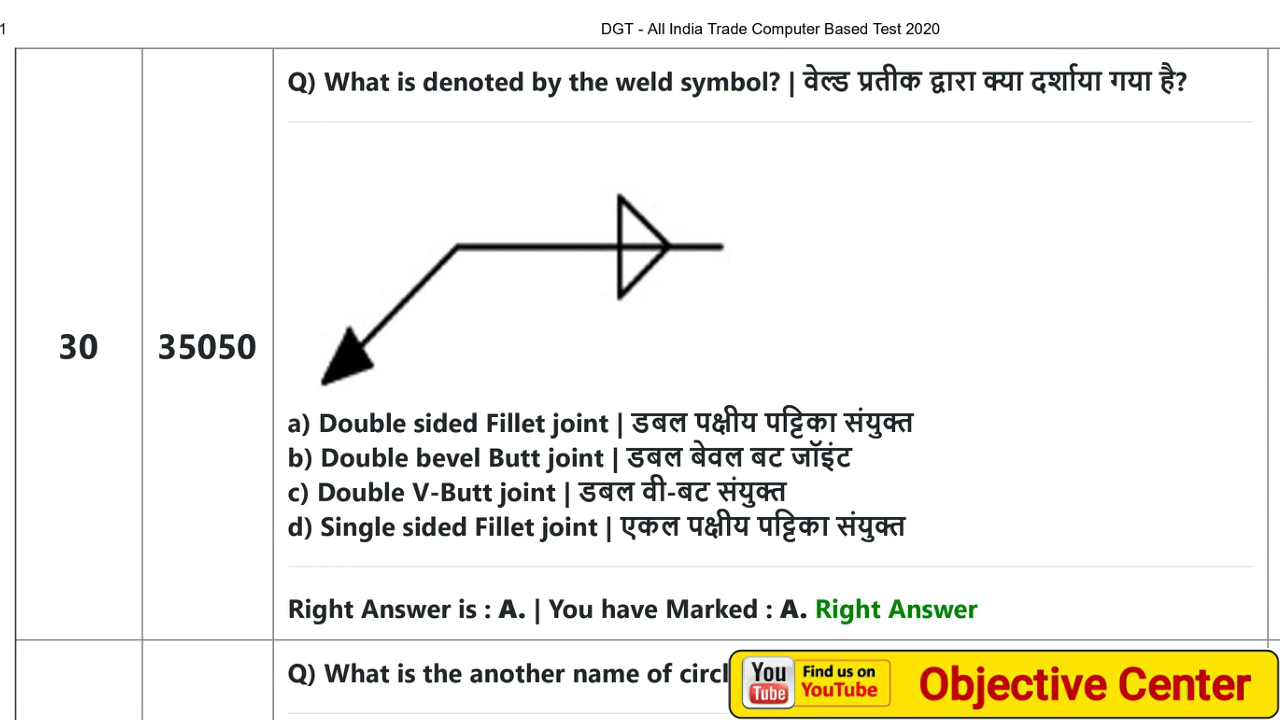 1
DGT - All India Trade Computer Based Test 2020
Q) What is denoted by the weld symbol? | वेल्ड प्रतीक द्वारा क्या दर्शाया गया है?
30
35050
a) Double sided Fillet joint | डबल पक्षीय पट्टिका संयुक्त
b) Double bevel Butt joint | डबल बेवल बट जॉइंट
c) Double V-Butt joint | डबल वी-बट संयुक्त
d) Single sided Fillet joint | एकल पक्षीय पट्टिका संयुक्त
Right Answer is : A. | You have Marked : A. Right Answer
Q) What is the another name of circl
You
Tube
Find us on
YouTube
Objective Center